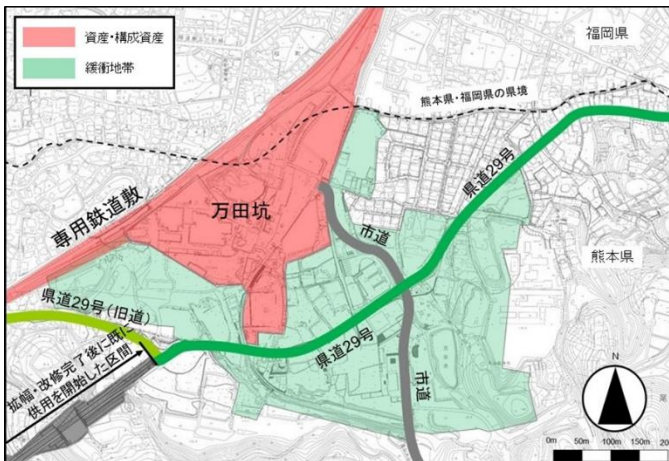 資産・構成資産
緩衝地帯
福岡県
熊本県・福岡県の県境
県道29号
専用鉄道敷
万田坑
市道
熊本県
県道29号(旧道)
県道29号
拡幅・改修完了後に既に
供用を開始した区間
市道
N
0m 50m 100m 150m 20